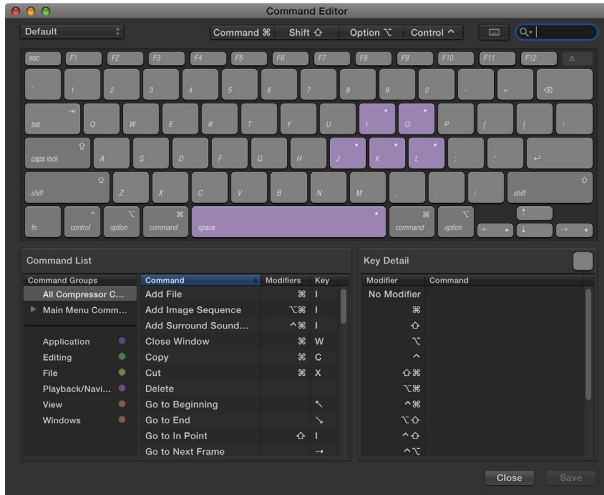 Command Editor
Default Command ⌘ Shift ⇧ Option ⌥ Control ^
esc F1 F2 F3 F4 F5 F6 F7 F8 F9 F10 F11 F12
` 1 2 3 4 5 6 7 8 9 0 - =
tab Q W E R T Y U I O P [ ] \
caps lock A S D F G H J K L ; '
shift Z X C V B N M , . / shift
fn control option command space command option
Command List
Command Groups Command Modifiers Key
All Compressor C... Add File ⌘ I
Main Menu Comm... Add Image Sequence ⌥⌘ I
Add Surround Sound... ^⌘ I
Application Close Window ⌘ W
Editing Copy ⌘ C
File Cut ⌘ X
Playback/Navi... Delete
View Go to Beginning ↖
Windows Go to End ↘
Go to In Point ⇧ I
Go to Next Frame ⇢
Key Detail
Modifier Command
No Modifier
⌘
⇧
⌥
^
⇧⌘
⌥⌘
^⌘
⌥⇧
^⇧
^⌥
Close Save